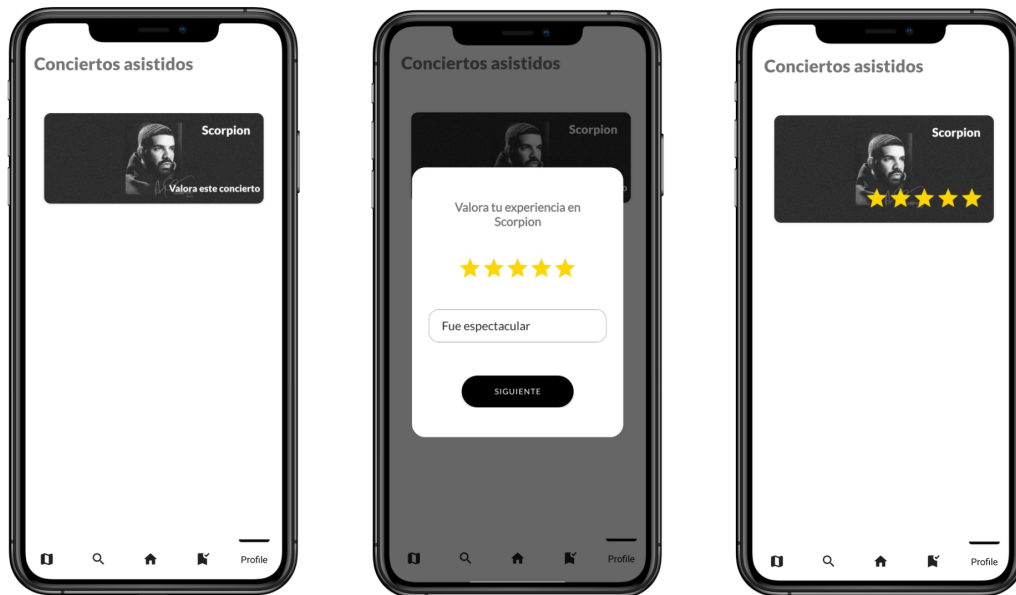 Conciertos asistidos
Scorpion
Valora este concierto
Profile
Conciertos asistidos
Scorpion
Valora tu experiencia en
Scorpion
Fue espectacular
SIGUIENTE
Profile
Conciertos asistidos
Scorpion
Profile